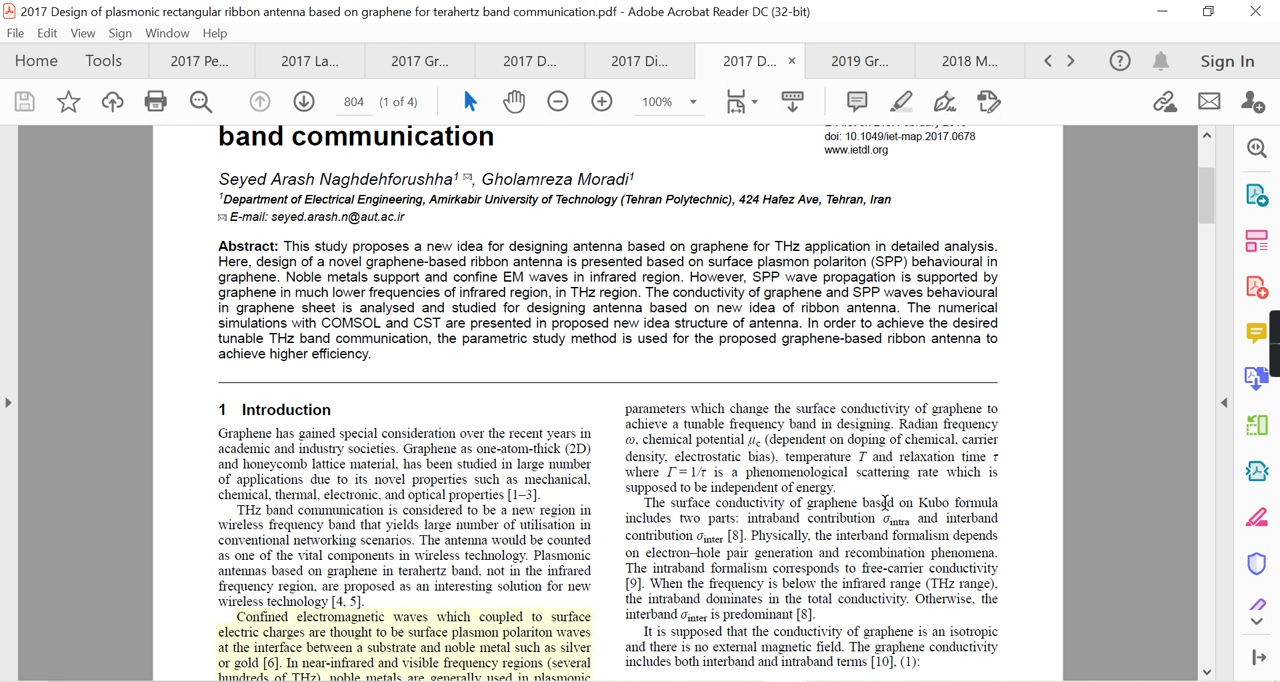 2017 Design of plasmonic rectangular ribbon antenna based on graphene for terahertz band communication.pdf - Adobe Acrobat Reader DC (32-bit)
File Edit View Sign Window Help
Home Tools 2017 Pe... 2017 La... 2017 Gr... 2017 D... 2017 Di... 2017 D... × 2019 Gr... 2018 M... Sign In
804 (1 of 4) 100%
band communication
doi: 10.1049/iet-map.2017.0678
www.ietdl.org
Seyed Arash Naghdehforushha¹ ✉, Gholamreza Moradi¹
¹Department of Electrical Engineering, Amirkabir University of Technology (Tehran Polytechnic), 424 Hafez Ave, Tehran, Iran
✉ E-mail: seyed.arash.n@aut.ac.ir
Abstract: This study proposes a new idea for designing antenna based on graphene for THz application in detailed analysis.
Here, design of a novel graphene-based ribbon antenna is presented based on surface plasmon polariton (SPP) behavioural in
graphene. Noble metals support and confine EM waves in infrared region. However, SPP wave propagation is supported by
graphene in much lower frequencies of infrared region, in THz region. The conductivity of graphene and SPP waves behavioural
in graphene sheet is analysed and studied for designing antenna based on new idea of ribbon antenna. The numerical
simulations with COMSOL and CST are presented in proposed new idea structure of antenna. In order to achieve the desired
tunable THz band communication, the parametric study method is used for the proposed graphene-based ribbon antenna to
achieve higher efficiency.
1 Introduction
Graphene has gained special consideration over the recent years in
academic and industry societies. Graphene as one-atom-thick (2D)
and honeycomb lattice material, has been studied in large number
of applications due to its novel properties such as mechanical,
chemical, thermal, electronic, and optical properties [1–3].
THz band communication is considered to be a new region in
wireless frequency band that yields large number of utilisation in
conventional networking scenarios. The antenna would be counted
as one of the vital components in wireless technology. Plasmonic
antennas based on graphene in terahertz band, not in the infrared
frequency region, are proposed as an interesting solution for new
wireless technology [4, 5].
Confined electromagnetic waves which coupled to surface
electric charges are thought to be surface plasmon polariton waves
at the interface between a substrate and noble metal such as silver
or gold [6]. In near-infrared and visible frequency regions (several
hundreds of THz), noble metals are generally used in plasmonic
parameters which change the surface conductivity of graphene to
achieve a tunable frequency band in designing. Radian frequency
ω, chemical potential μc (dependent on doping of chemical, carrier
density, electrostatic bias), temperature T and relaxation time τ
where Γ = 1/τ is a phenomenological scattering rate which is
supposed to be independent of energy.
The surface conductivity of graphene based on Kubo formula
includes two parts: intraband contribution σintra and interband
contribution σinter [8]. Physically, the interband formalism depends
on electron–hole pair generation and recombination phenomena.
The intraband formalism corresponds to free-carrier conductivity
[9]. When the frequency is below the infrared range (THz range),
the intraband dominates in the total conductivity. Otherwise, the
interband σinter is predominant [8].
It is supposed that the conductivity of graphene is an isotropic
and there is no external magnetic field. The graphene conductivity
includes both interband and intraband terms [10], (1):